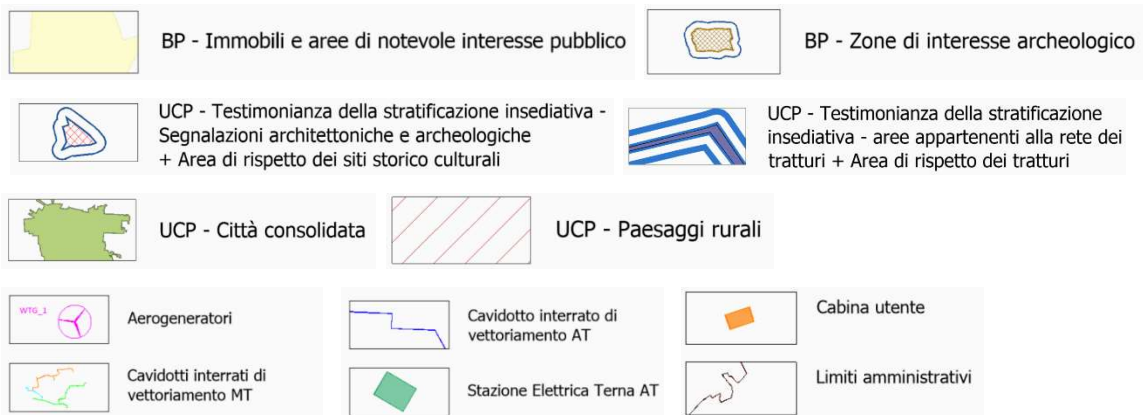 BP - Immobili e aree di notevole interesse pubblico
BP - Zone di interesse archeologico
UCP - Testimonianza della stratificazione insediativa -
Segnalazioni architettoniche e archeologiche
+ Area di rispetto dei siti storico culturali
UCP - Testimonianza della stratificazione
insediativa - aree appartenenti alla rete dei
tratturi + Area di rispetto dei tratturi
UCP - Città consolidata
UCP - Paesaggi rurali
WTG_1
Aerogeneratori
Cavidotto interrato di
vettoriamento AT
Cabina utente
Cavidotti interrati di
vettoriamento MT
Stazione Elettrica Terna AT
Limiti amministrativi